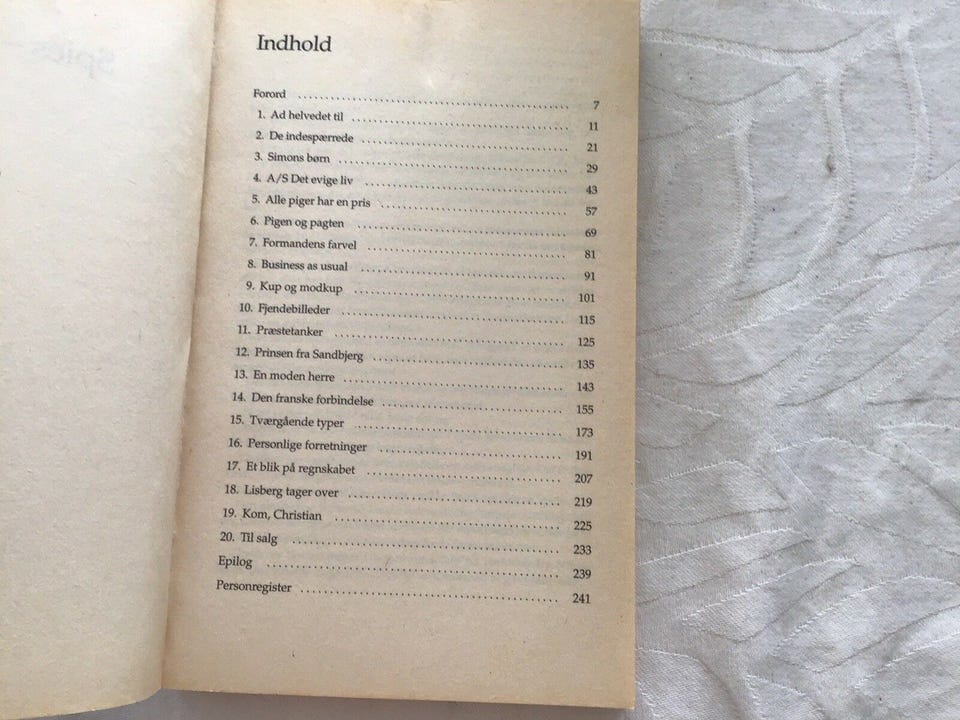 Indhold
Forord ........ 7
1. Ad helvedet til ........ 11
2. De indespærrede ........ 21
3. Simons børn ........ 29
4. A/S Det evige liv ........ 43
5. Alle piger har en pris ........ 57
6. Pigen og pagten ........ 69
7. Formandens farvel ........ 81
8. Business as usual ........ 91
9. Kup og modkup ........ 101
10. Fjendebilleder ........ 115
11. Præstetanker ........ 125
12. Prinsen fra Sandbjerg ........ 135
13. En moden herre ........ 143
14. Den franske forbindelse ........ 155
15. Tværgående typer ........ 173
16. Personlige forretninger ........ 191
17. Et blik på regnskabet ........ 207
18. Lisberg tager over ........ 219
19. Kom, Christian ........ 225
20. Til salg ........ 233
Epilog ........ 239
Personregister ........ 241